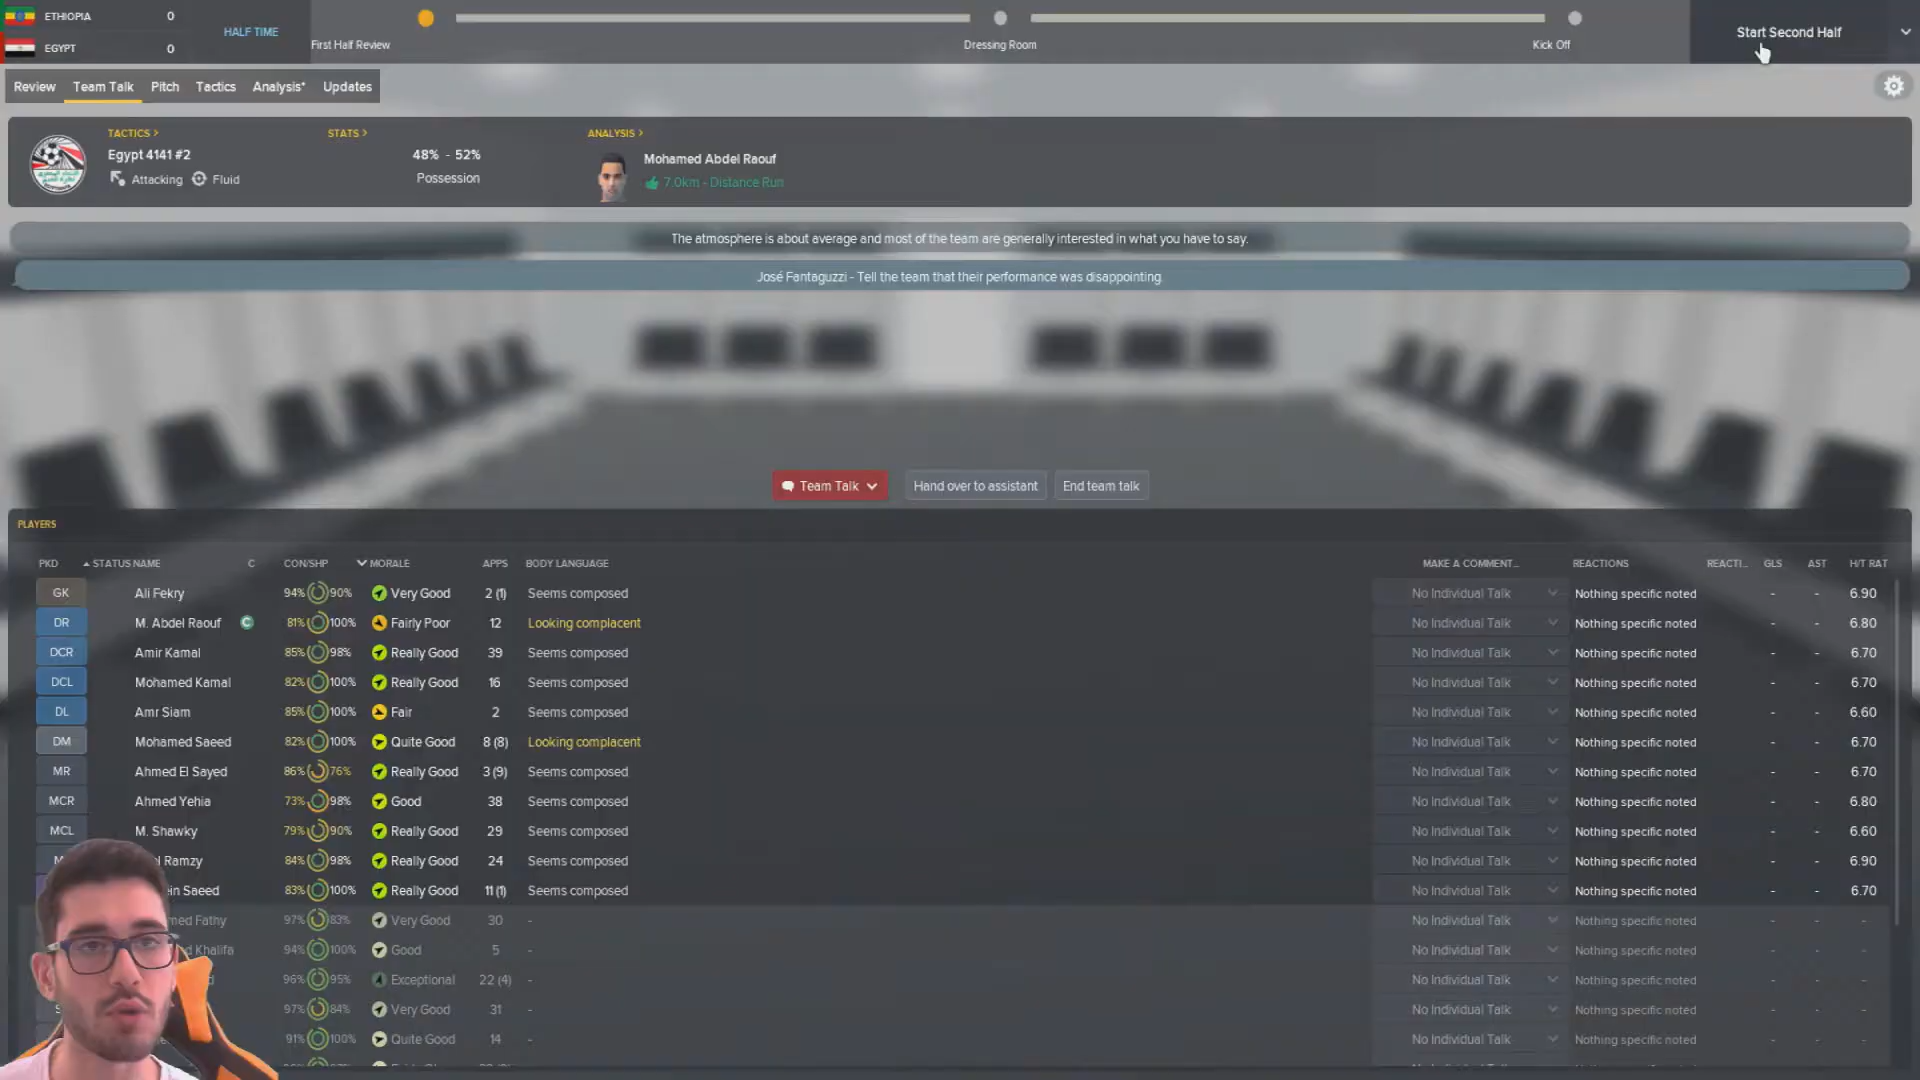 ETHIOPIA 0
EGYPT 0
HALF TIME
First Half Review
Dressing Room
Kick Off
Start Second Half
Review Team Talk Pitch Tactics Analysis* Updates
TACTICS >
Egypt 4141 #2
Attacking Fluid
STATS >
48% - 52%
Possession
ANALYSIS >
Mohamed Abdel Raouf
7.0km - Distance Run
The atmosphere is about average and most of the team are generally interested in what you have to say.
José Fantaguzzi - Tell the team that their performance was disappointing.
Team Talk Hand over to assistant End team talk
PLAYERS
PKD STATUS NAME C CON/SHP MORALE APPS BODY LANGUAGE MAKE A COMMENT... REACTIONS REACTI... GLS AST H/T RAT
GK Ali Fekry 94% 90% Very Good 2 (1) Seems composed No Individual Talk Nothing specific noted - - 6.90
DR M. Abdel Raouf C 81% 100% Fairly Poor 12 Looking complacent No Individual Talk Nothing specific noted - - 6.80
DCR Amir Kamal 85% 98% Really Good 39 Seems composed No Individual Talk Nothing specific noted - - 6.70
DCL Mohamed Kamal 82% 100% Really Good 16 Seems composed No Individual Talk Nothing specific noted - - 6.70
DL Amr Siam 85% 100% Fair 2 Seems composed No Individual Talk Nothing specific noted - - 6.60
DM Mohamed Saeed 82% 100% Quite Good 8 (8) Looking complacent No Individual Talk Nothing specific noted - - 6.70
MR Ahmed El Sayed 86% 76% Really Good 3 (9) Seems composed No Individual Talk Nothing specific noted - - 6.70
MCR Ahmed Yehia 73% 98% Good 38 Seems composed No Individual Talk Nothing specific noted - - 6.80
MCL M. Shawky 79% 90% Really Good 29 Seems composed No Individual Talk Nothing specific noted - - 6.60
Ramzy 84% 98% Really Good 24 Seems composed No Individual Talk Nothing specific noted - - 6.90
Saeed 83% 100% Really Good 11 (1) Seems composed No Individual Talk Nothing specific noted - - 6.70
Fathy 97% 83% Very Good 30 - No Individual Talk Nothing specific noted - - -
Khalifa 94% 100% Good 5 - No Individual Talk Nothing specific noted - - -
96% 95% Exceptional 22 (4) - No Individual Talk Nothing specific noted - - -
97% 84% Very Good 31 - No Individual Talk Nothing specific noted - - -
91% 100% Quite Good 14 - No Individual Talk Nothing specific noted - - -